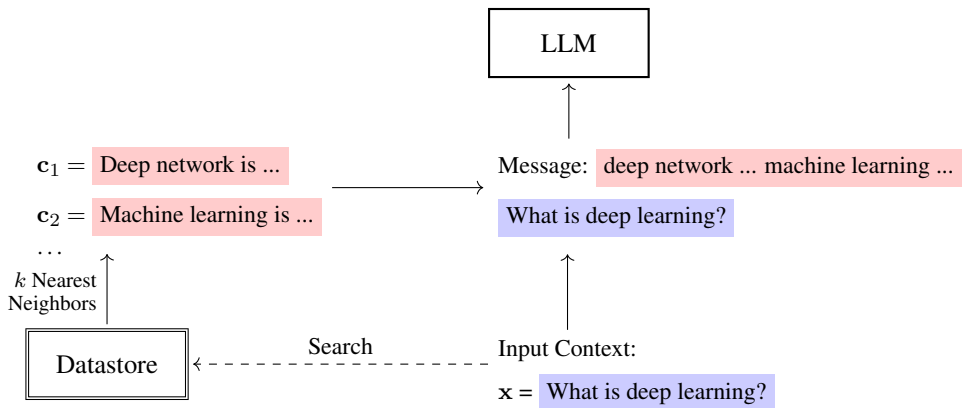 LLM
c₁ = Deep network is ...
c₂ = Machine learning is ...
...
Message: deep network ... machine learning ...
What is deep learning?
k Nearest
Neighbors
Datastore
Search
Input Context:
x = What is deep learning?